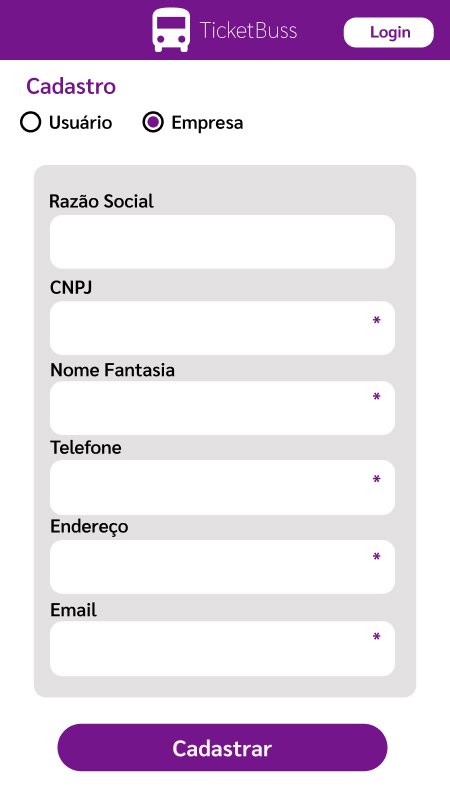 TicketBuss
Login
Cadastro
Usuário
Empresa
Razão Social
CNPJ
*
Nome Fantasia
*
Telefone
*
Endereço
*
Email
*
Cadastrar